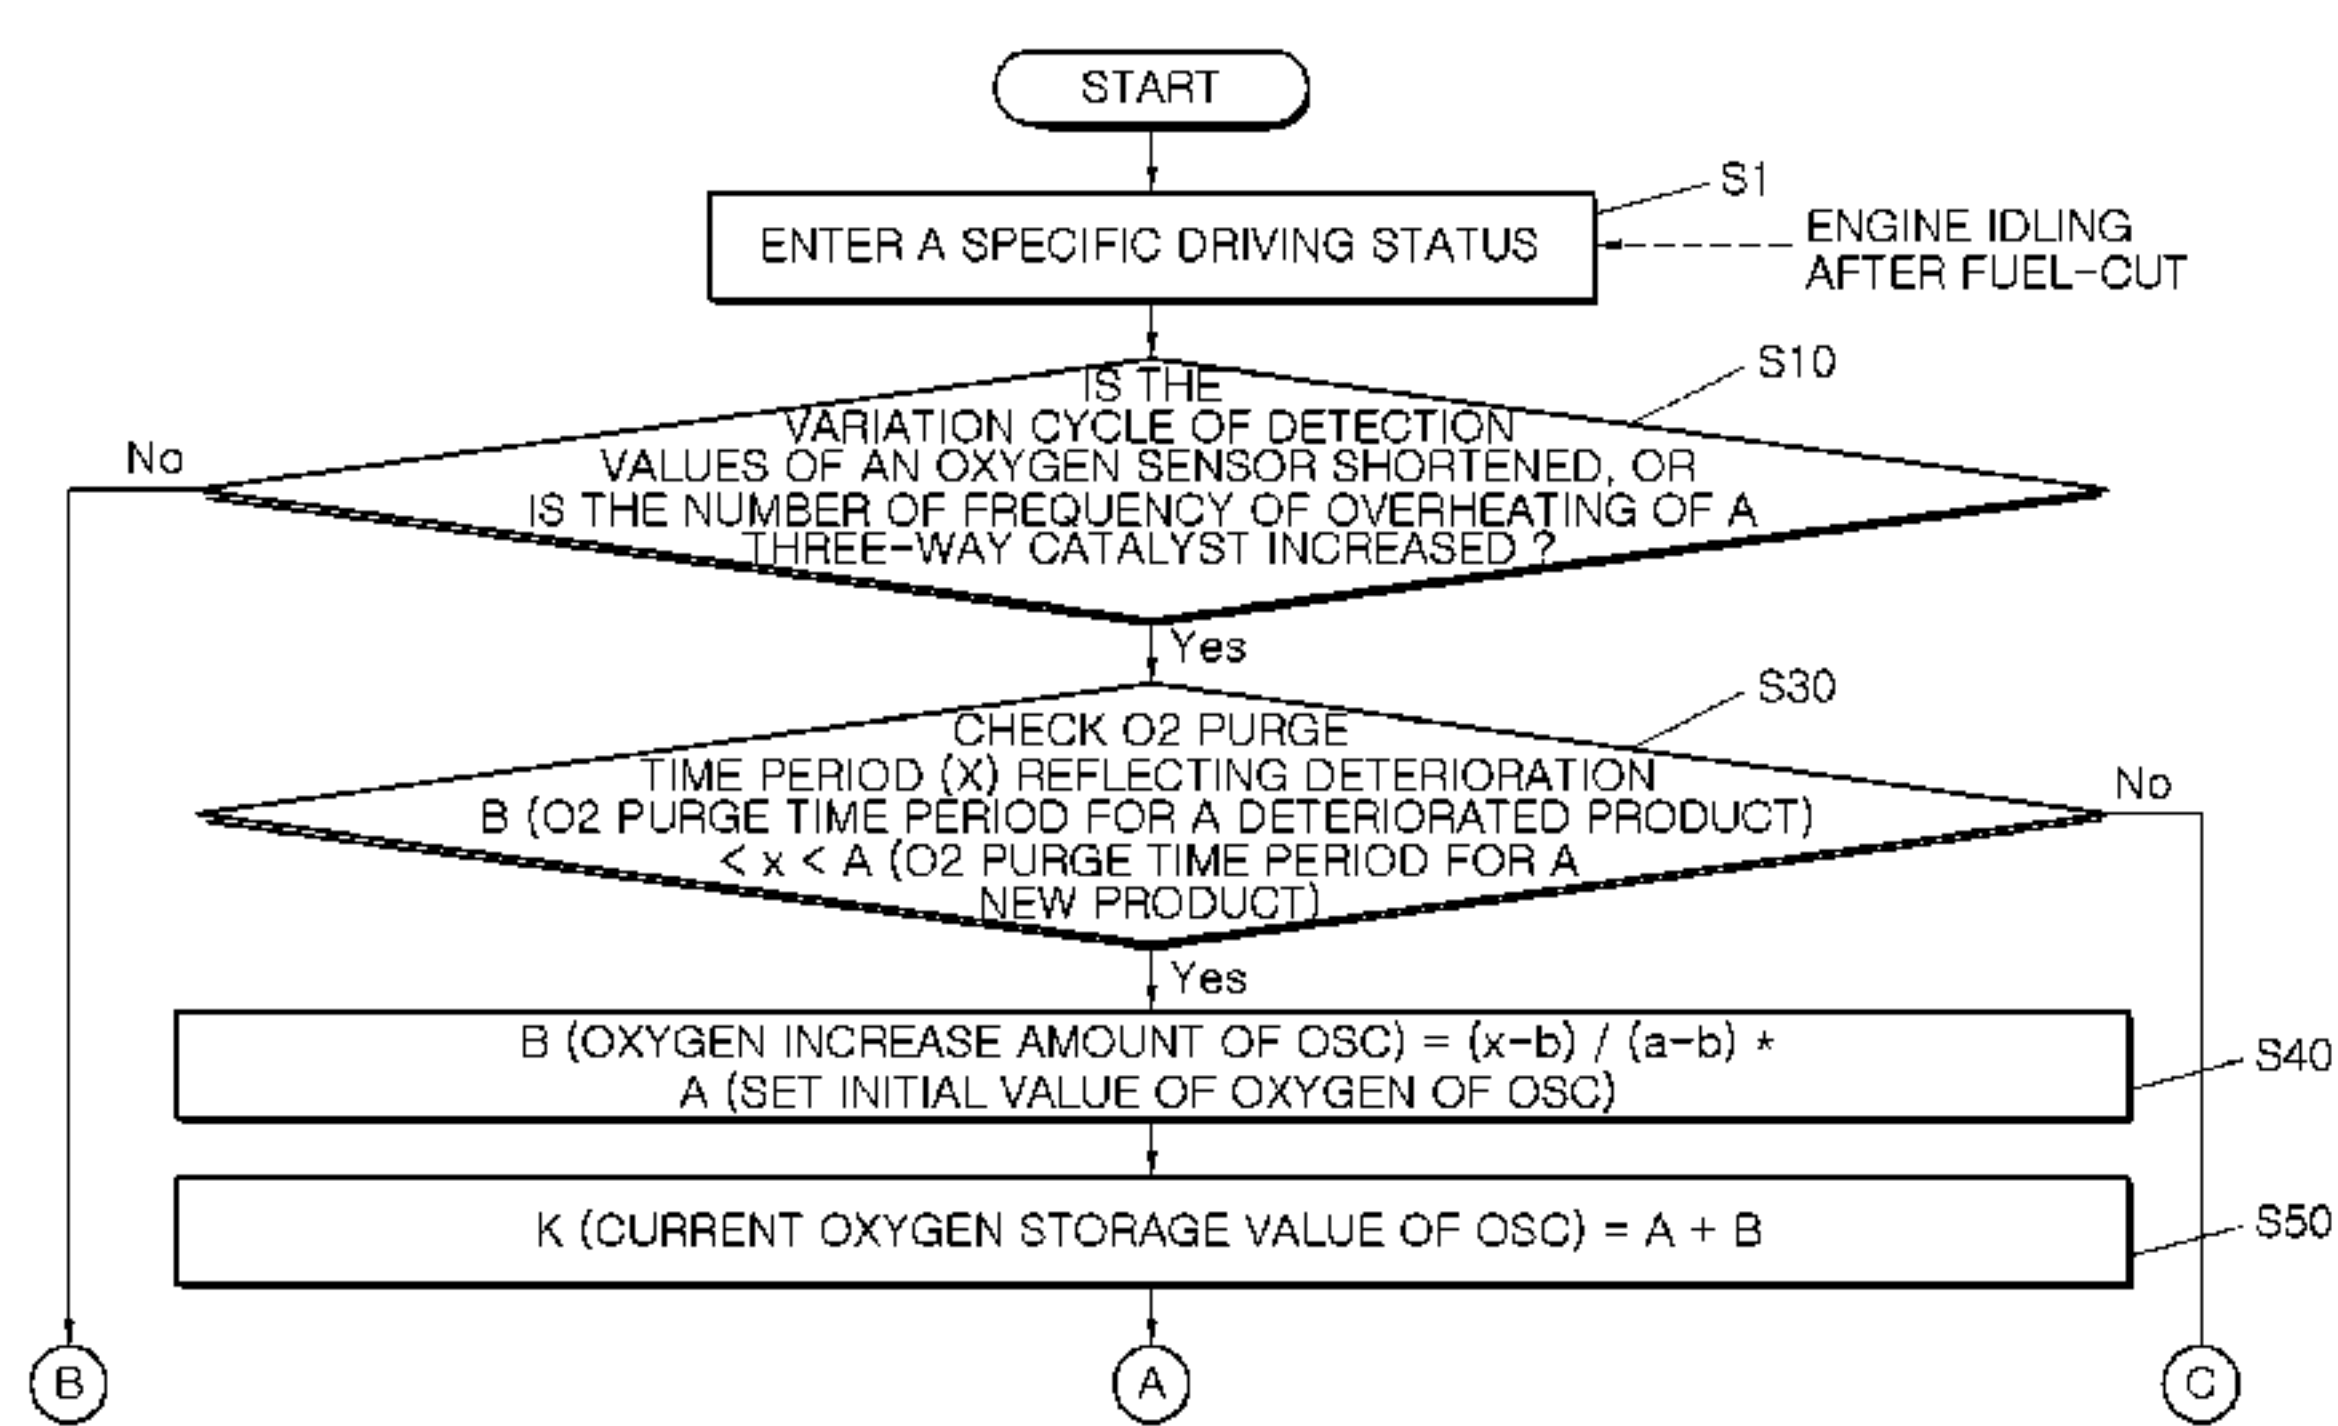 START
S1
ENTER A SPECIFIC DRIVING STATUS
ENGINE IDLING
AFTER FUEL-CUT
S10
IS THE
VARIATION CYCLE OF DETECTION
VALUES OF AN OXYGEN SENSOR SHORTENED, OR
IS THE NUMBER OF FREQUENCY OF OVERHEATING OF A
THREE-WAY CATALYST INCREASED ?
No
Yes
S30
CHECK O2 PURGE
TIME PERIOD (X) REFLECTING DETERIORATION
B (O2 PURGE TIME PERIOD FOR A DETERIORATED PRODUCT)
< x < A (O2 PURGE TIME PERIOD FOR A
NEW PRODUCT)
No
Yes
B (OXYGEN INCREASE AMOUNT OF OSC) = (x-b) / (a-b) *
A (SET INITIAL VALUE OF OXYGEN OF OSC)
S40
K (CURRENT OXYGEN STORAGE VALUE OF OSC) = A + B
S50
B
A
C